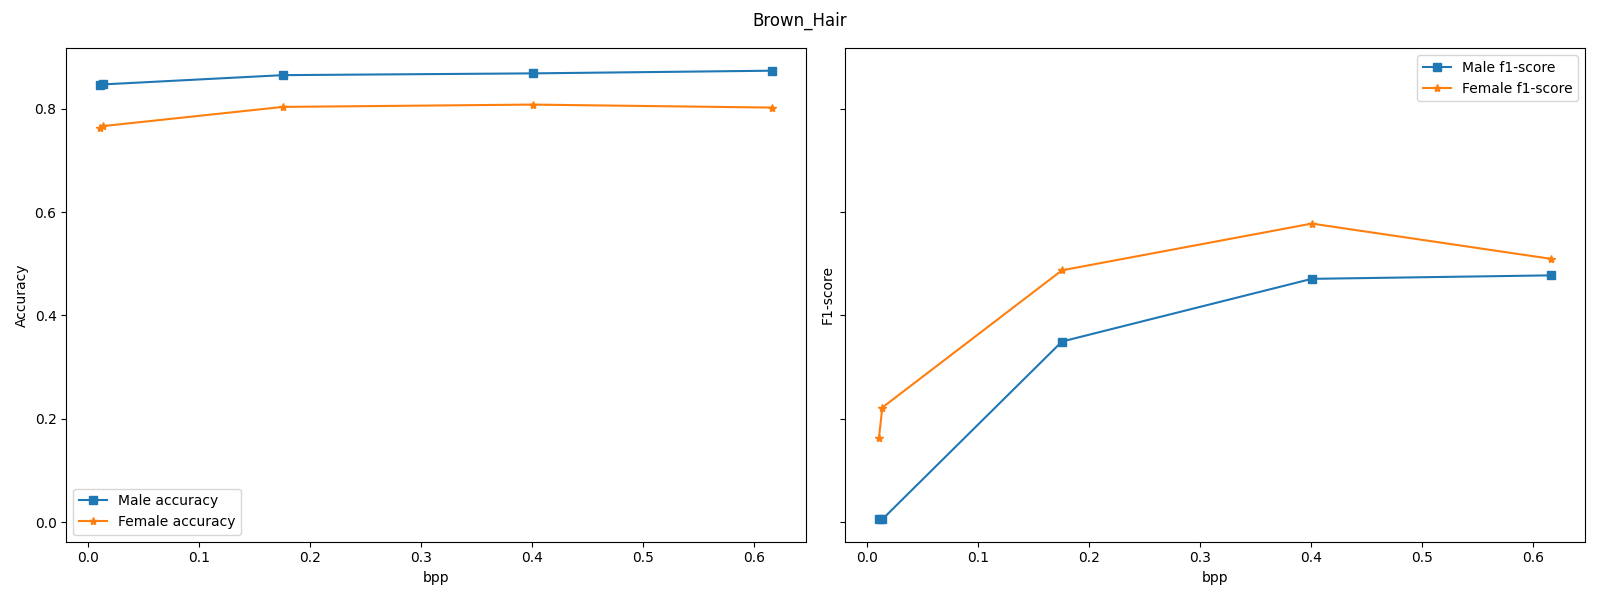 Brown_Hair
Accuracy
0.8
0.6
0.4
0.2
0.0
Male accuracy
Female accuracy
0.0 0.1 0.2 0.3 0.4 0.5 0.6
bpp
F1-score
Male f1-score
Female f1-score
0.0 0.1 0.2 0.3 0.4 0.5 0.6
bpp